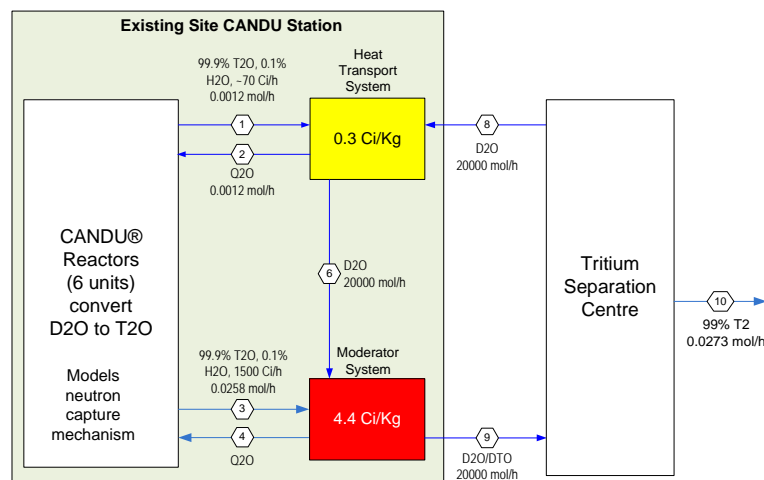 Existing Site CANDU Station
99.9% T2O, 0.1%
H2O, ~70 Ci/h
0.0012 mol/h
Heat
Transport
System
1
0.3 Ci/Kg
8
2
D2O
20000 mol/h
Q2O
0.0012 mol/h
CANDU®
Reactors
(6 units)
convert
D2O to T2O
Models
neutron
capture
mechanism
6
D2O
20000 mol/h
Tritium
Separation
Centre
10
99% T2
0.0273 mol/h
99.9% T2O, 0.1%
H2O, 1500 Ci/h
0.0258 mol/h
Moderator
System
3
4.4 Ci/Kg
4
9
Q2O
D2O/DTO
20000 mol/h